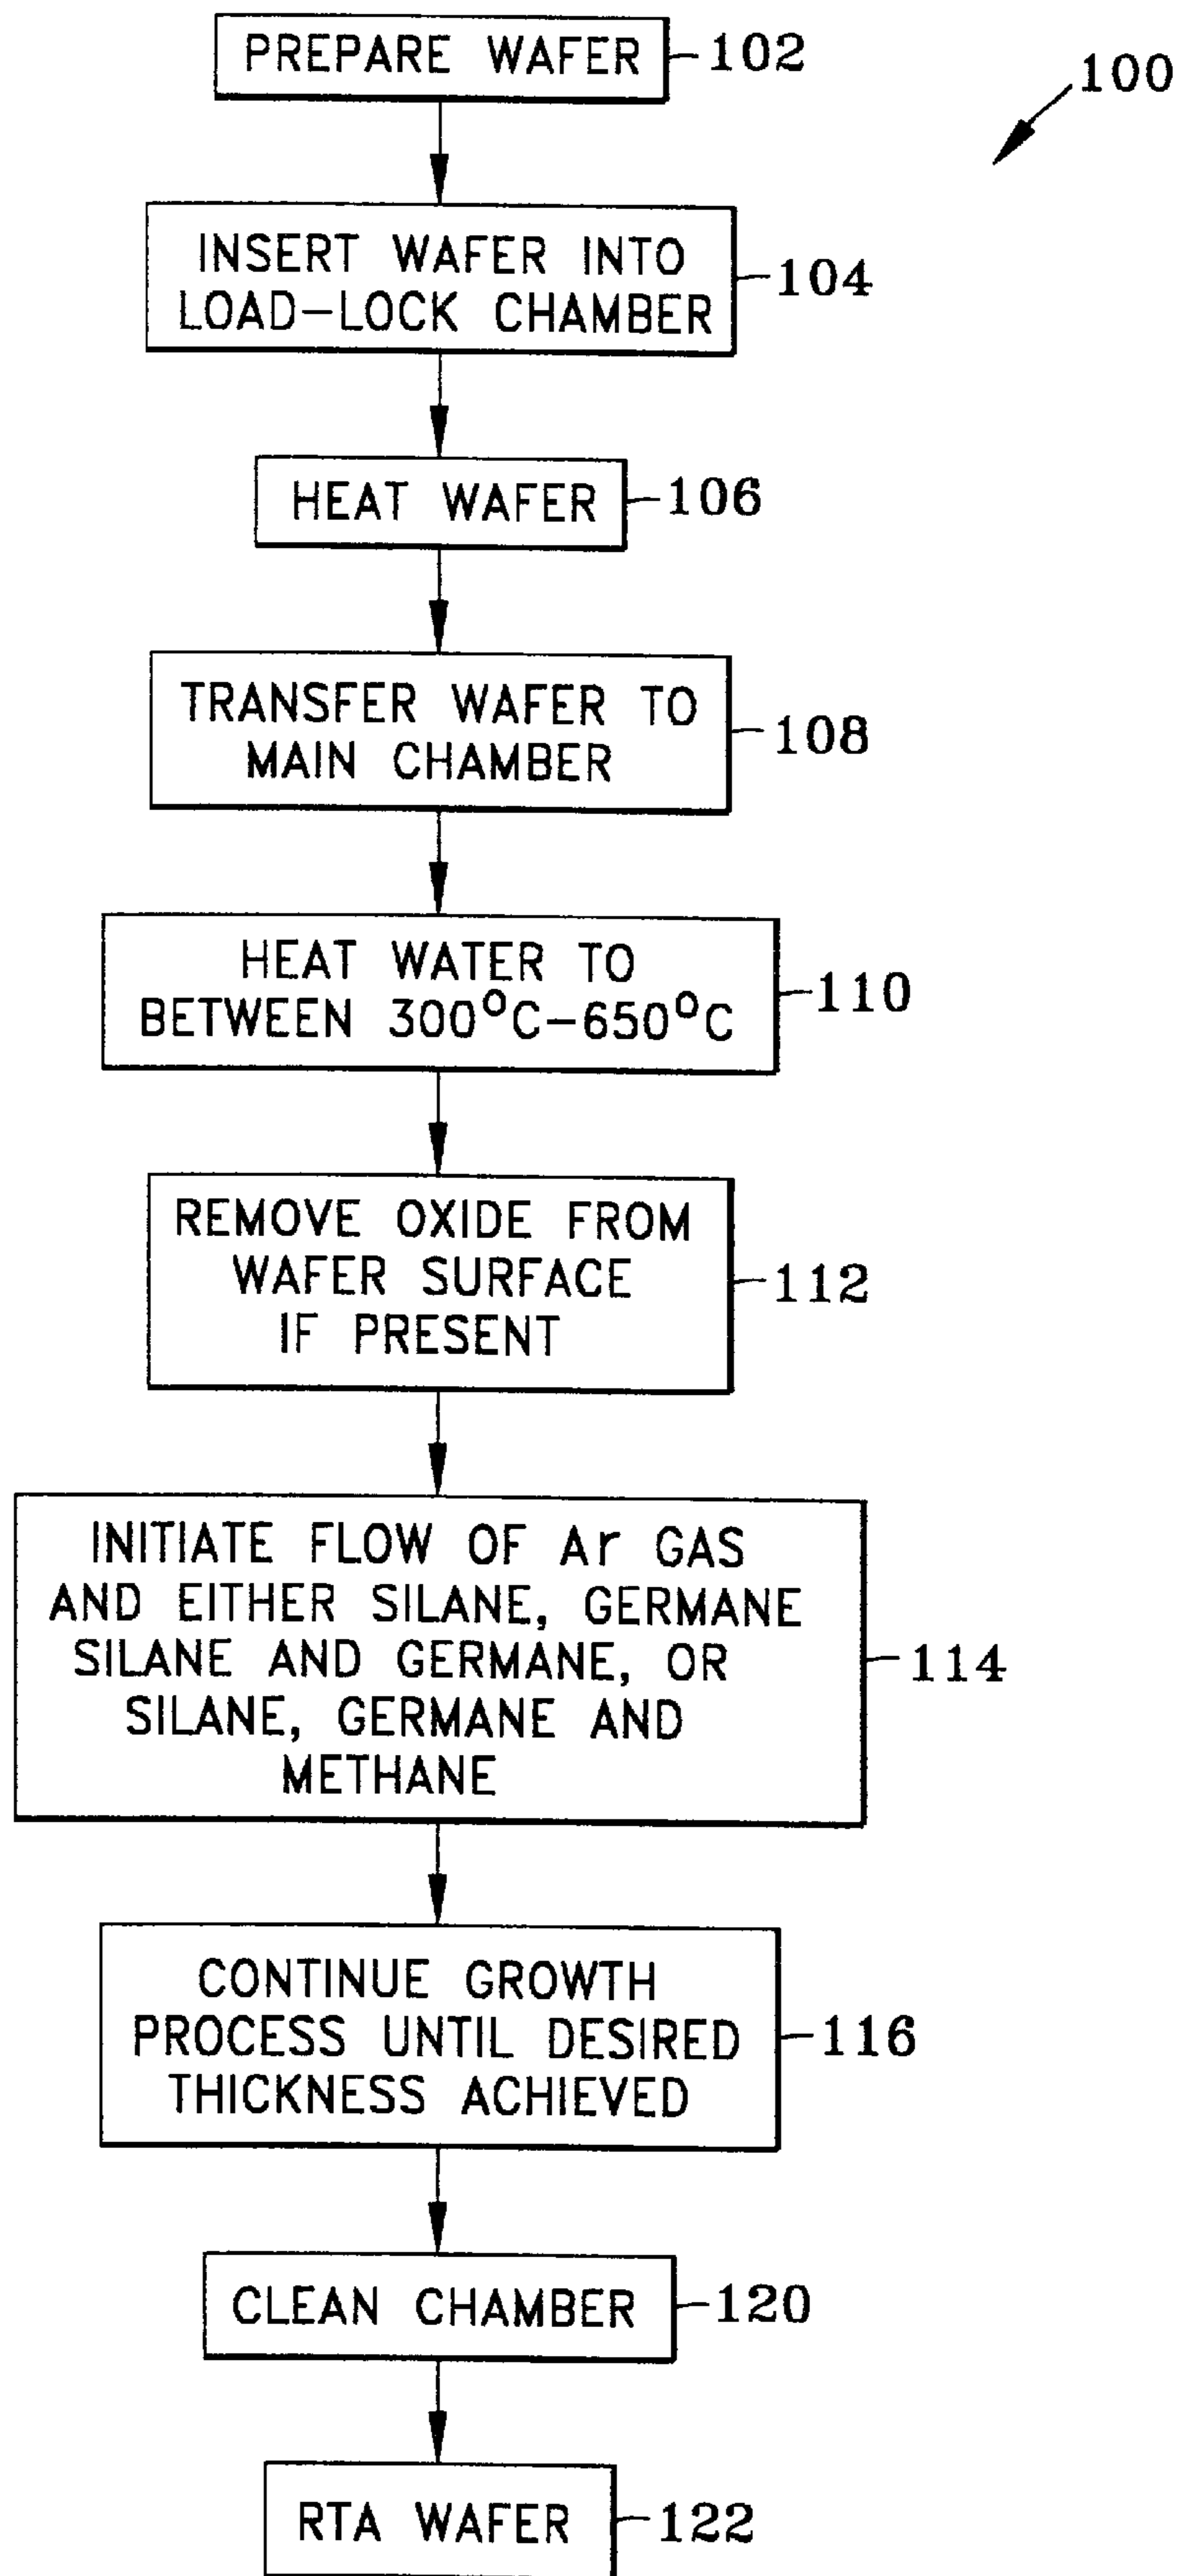 PREPARE WAFER
102
100
INSERT WAFER INTO
LOAD-LOCK CHAMBER
104
HEAT WAFER
106
TRANSFER WAFER TO
MAIN CHAMBER
108
HEAT WATER TO
BETWEEN 300°C-650°C
110
REMOVE OXIDE FROM
WAFER SURFACE
IF PRESENT
112
INITIATE FLOW OF Ar GAS
AND EITHER SILANE, GERMANE
SILANE AND GERMANE, OR
SILANE, GERMANE AND
METHANE
114
CONTINUE GROWTH
PROCESS UNTIL DESIRED
THICKNESS ACHIEVED
116
CLEAN CHAMBER
120
RTA WAFER
122